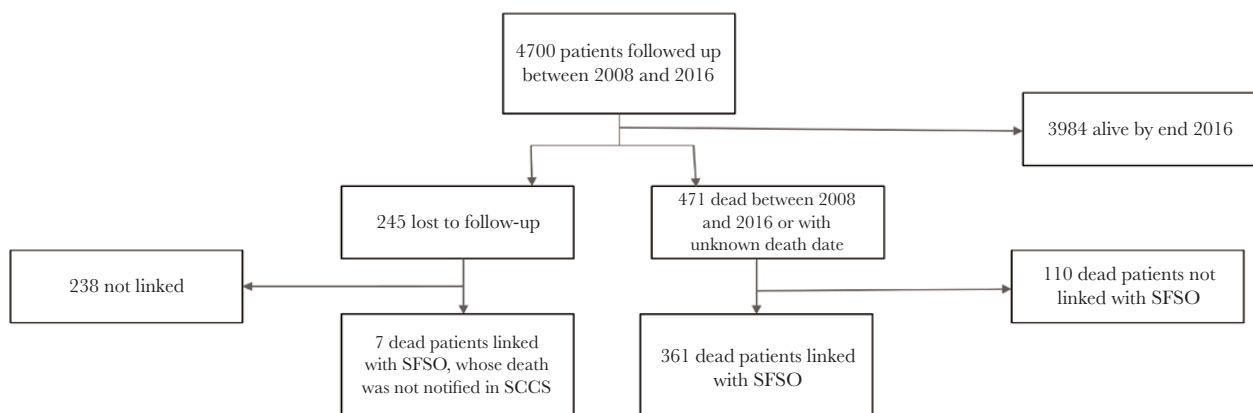 4700 patients followed up
between 2008 and 2016
3984 alive by end 2016
245 lost to follow-up
471 dead between 2008
and 2016 or with
unknown death date
238 not linked
110 dead patients not
linked with SFSO
7 dead patients linked
with SFSO, whose death
was not notified in SCCS
361 dead patients linked
with SFSO